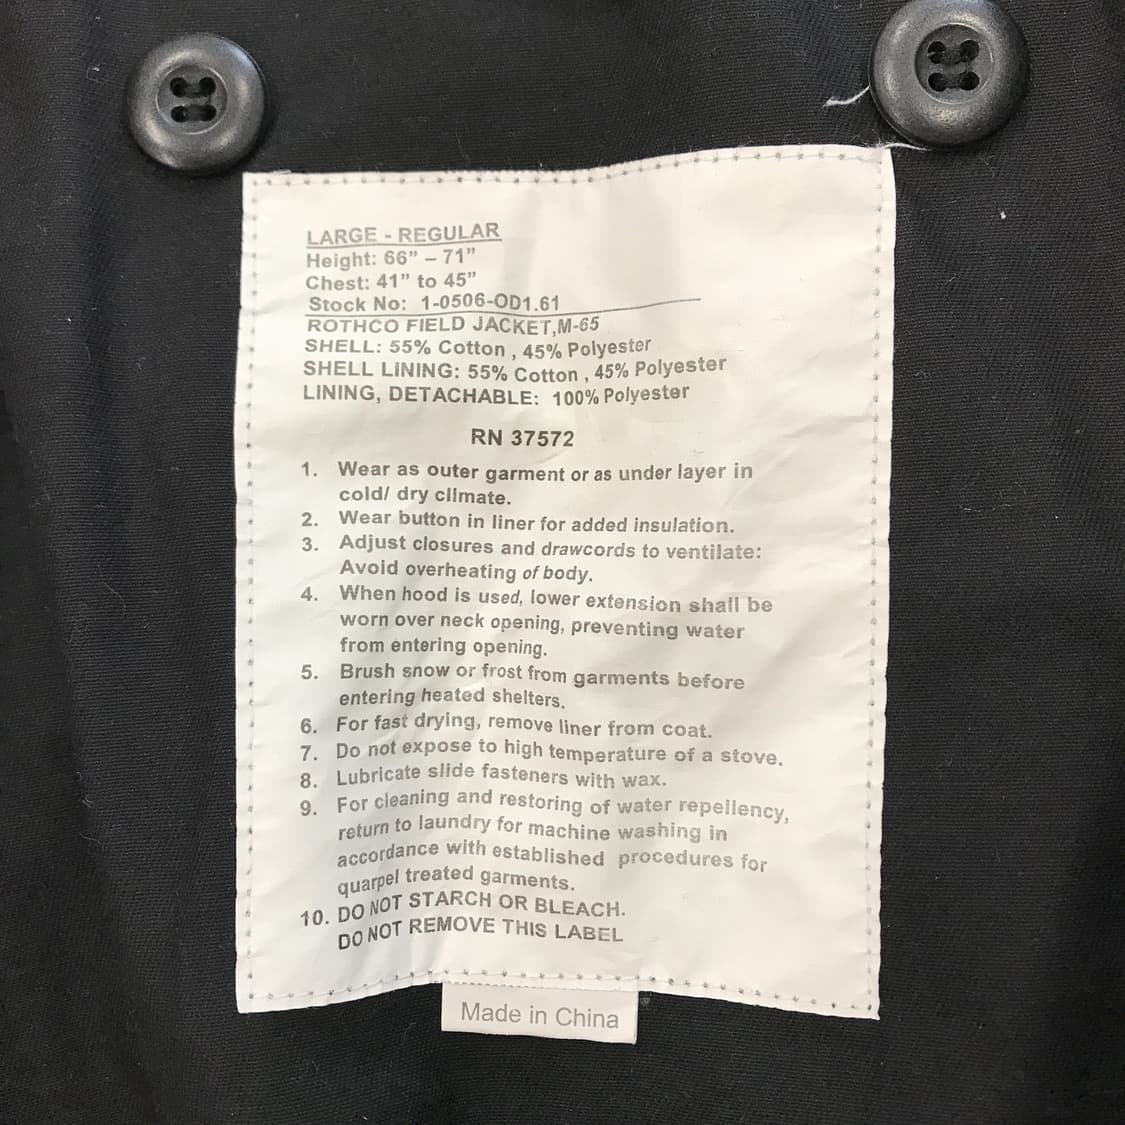 LARGE - REGULAR
Height: 66” – 71”
Chest: 41” to 45”
Stock No: 1-0506-OD1.61
ROTHCO FIELD JACKET,M-65
SHELL: 55% Cotton , 45% Polyester
SHELL LINING: 55% Cotton , 45% Polyester
LINING, DETACHABLE: 100% Polyester
RN 37572
1. Wear as outer garment or as under layer in
cold/ dry climate.
2. Wear button in liner for added insulation.
3. Adjust closures and drawcords to ventilate:
Avoid overheating of body.
4. When hood is used, lower extension shall be
worn over neck opening, preventing water
from entering opening.
5. Brush snow or frost from garments before
entering heated shelters.
6. For fast drying, remove liner from coat.
7. Do not expose to high temperature of a stove.
8. Lubricate slide fasteners with wax.
9. For cleaning and restoring of water repellency,
return to laundry for machine washing in
accordance with established procedures for
quarpel treated garments.
10. DO NOT STARCH OR BLEACH.
DO NOT REMOVE THIS LABEL
Made in China